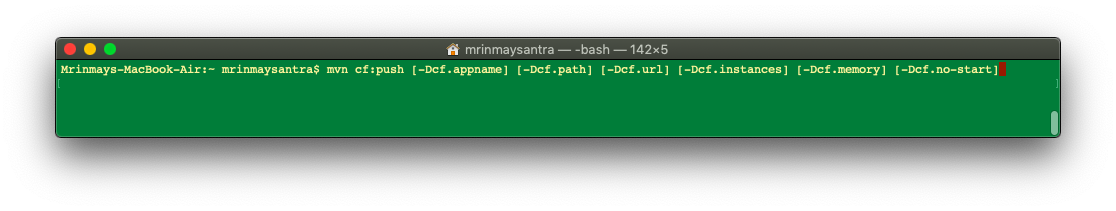 mrinmaysantra — -bash — 142×5
Mrinmays-MacBook-Air:~ mrinmaysantra$ mvn cf:push [-Dcf.appname] [-Dcf.path] [-Dcf.url] [-Dcf.instances] [-Dcf.memory] [-Dcf.no-start]